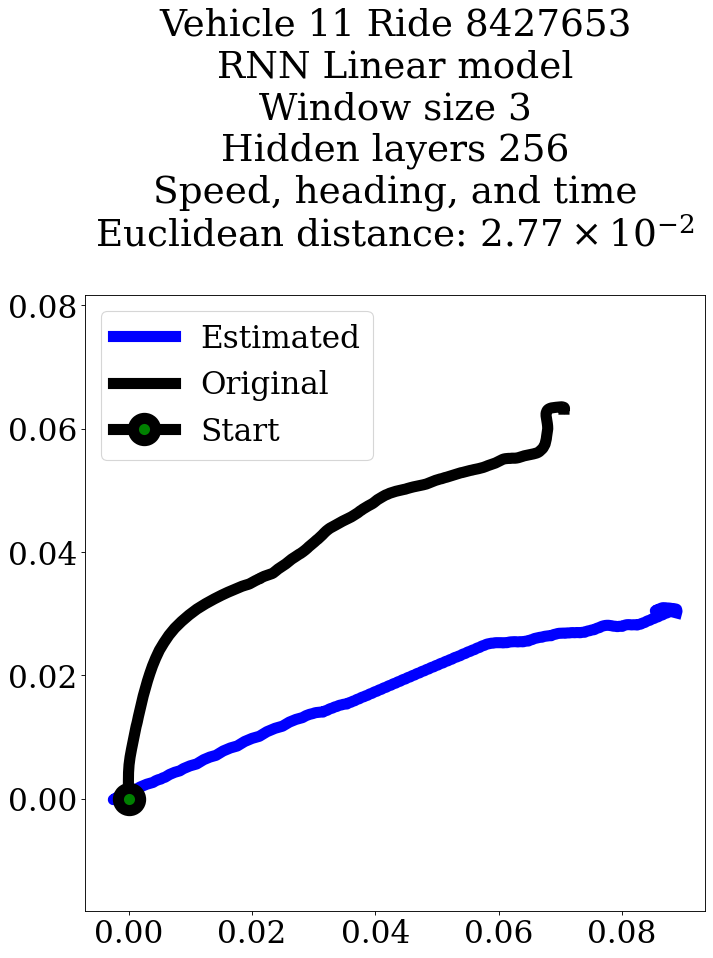 Vehicle 11 Ride 8427653
RNN Linear model
Window size 3
Hidden layers 256
Speed, heading, and time
Euclidean distance: 2.77 × 10⁻²
0.08
Estimated
Original
Start
0.06
0.04
0.02
0.00
0.00 0.02 0.04 0.06 0.08